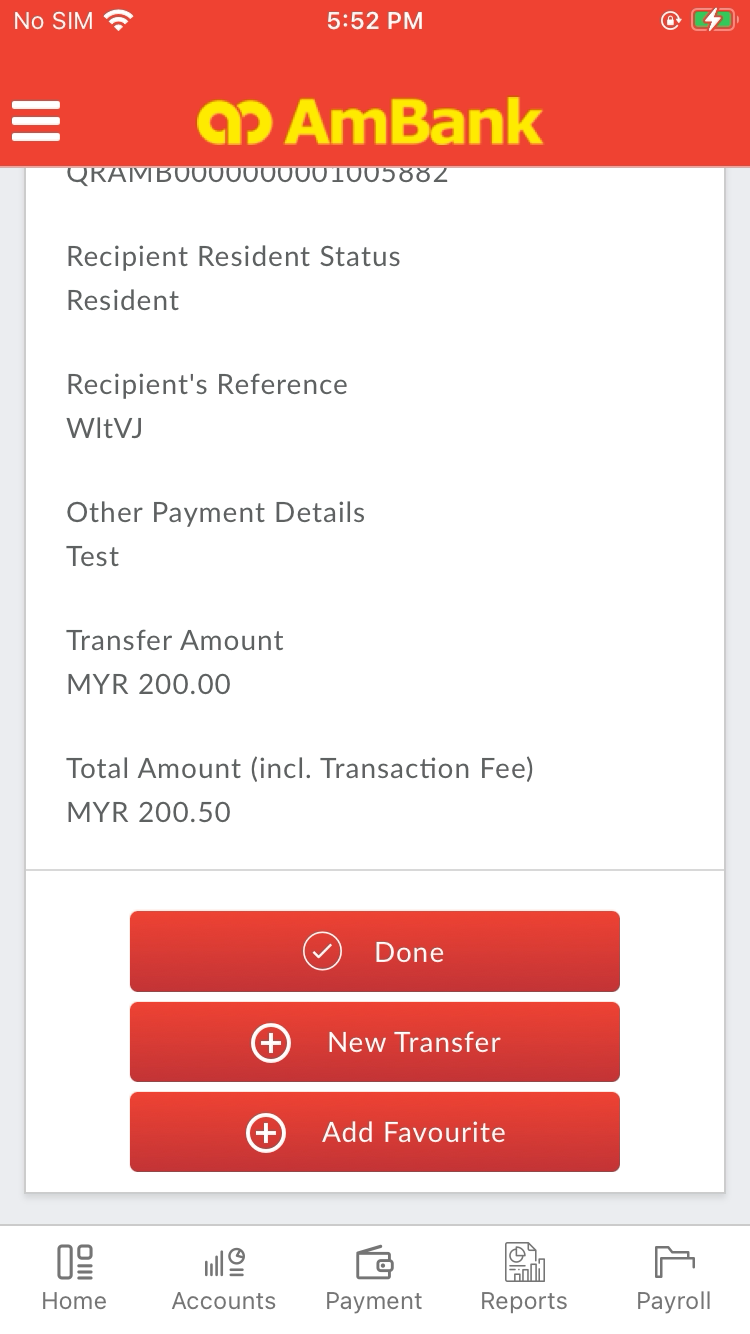 No SIM 5:52 PM
AmBank
QRAMB0000000001005882
Recipient Resident Status
Resident
Recipient's Reference
WltVJ
Other Payment Details
Test
Transfer Amount
MYR 200.00
Total Amount (incl. Transaction Fee)
MYR 200.50
Done
New Transfer
Add Favourite
Home Accounts Payment Reports Payroll